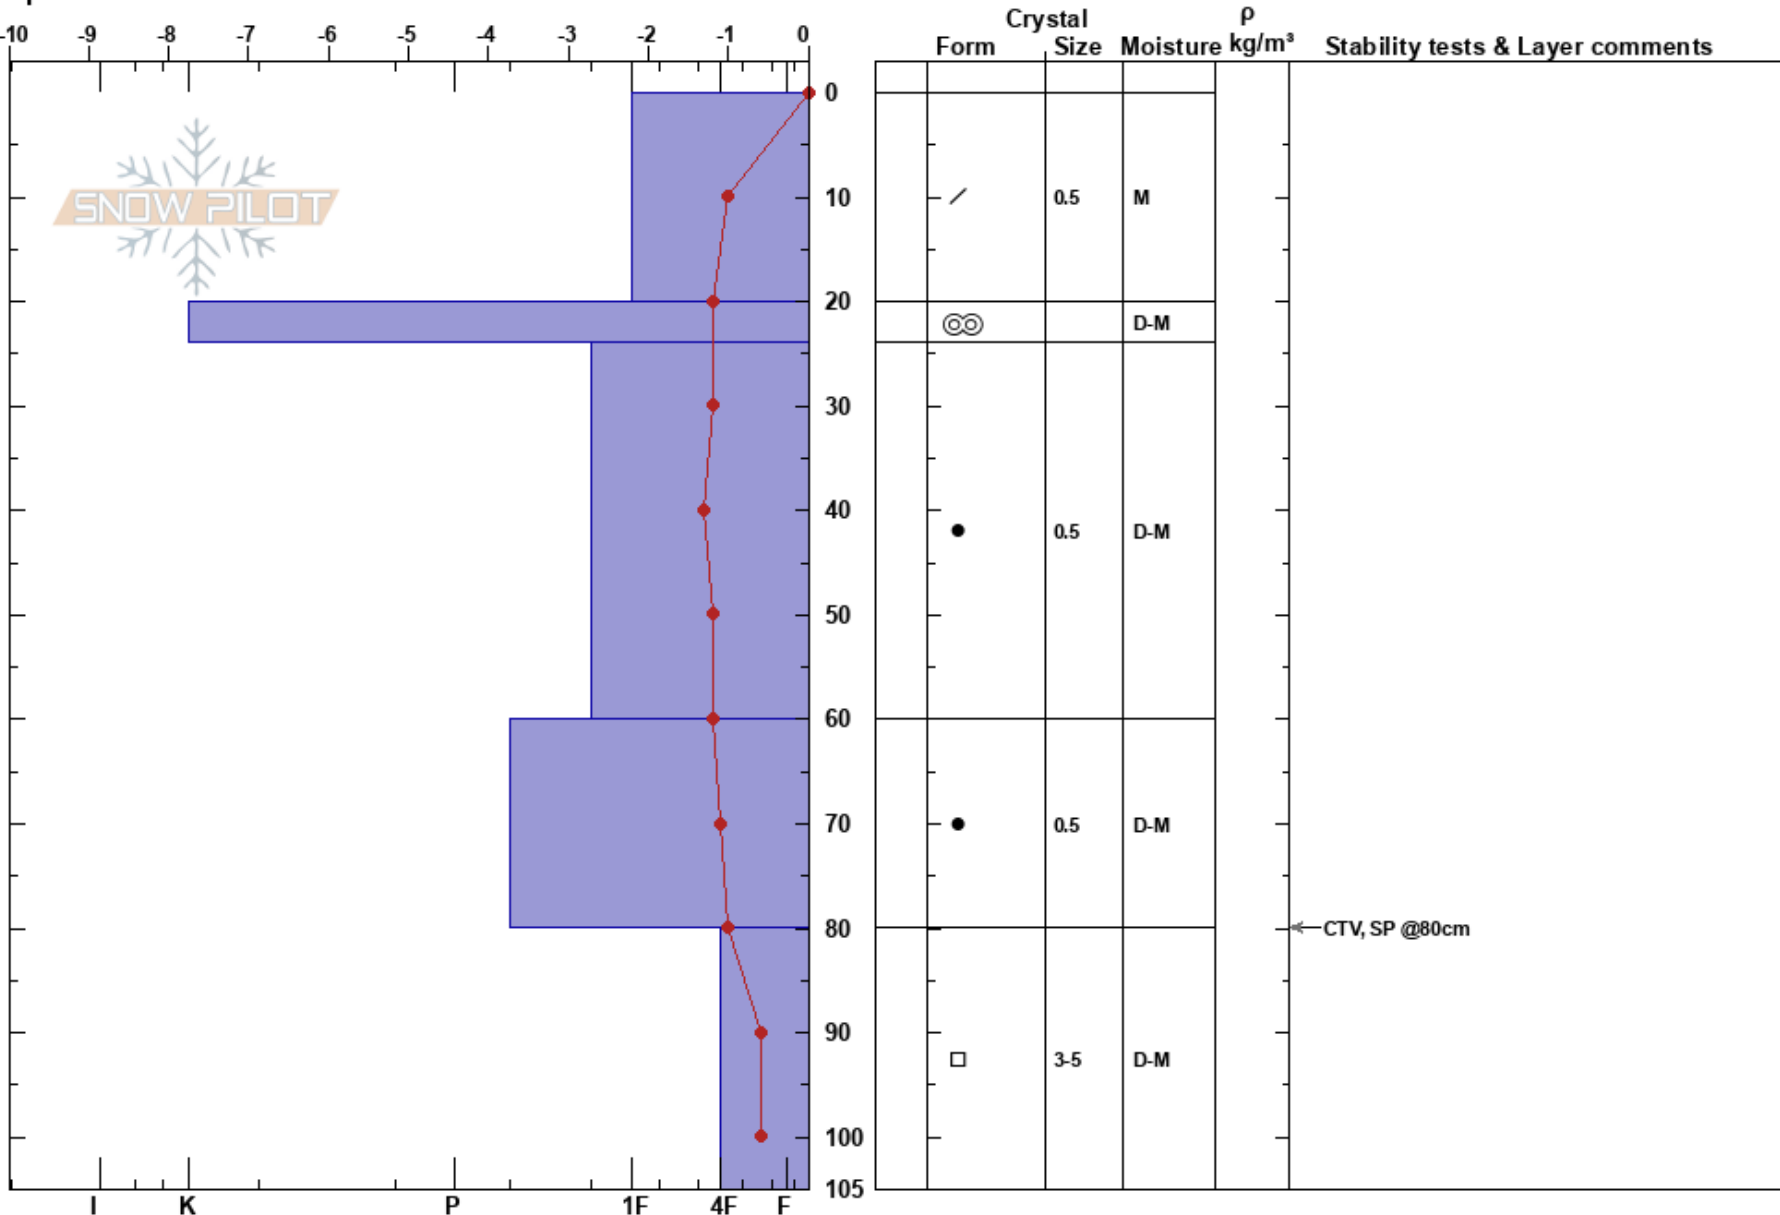 Crystal ρ
-10 -9 -8 -7 -6 -5 -4 -3 -2 -1 0 Form Size Moisture kg/m³ Stability tests & Layer comments
0
SNOW PILOT
10 0.5 M
20
D-M
30
40
0.5 D-M
50
60
70 0.5 D-M
80 CTV, SP @80cm
90
3-5 D-M
100
105
I K P 1F 4F F